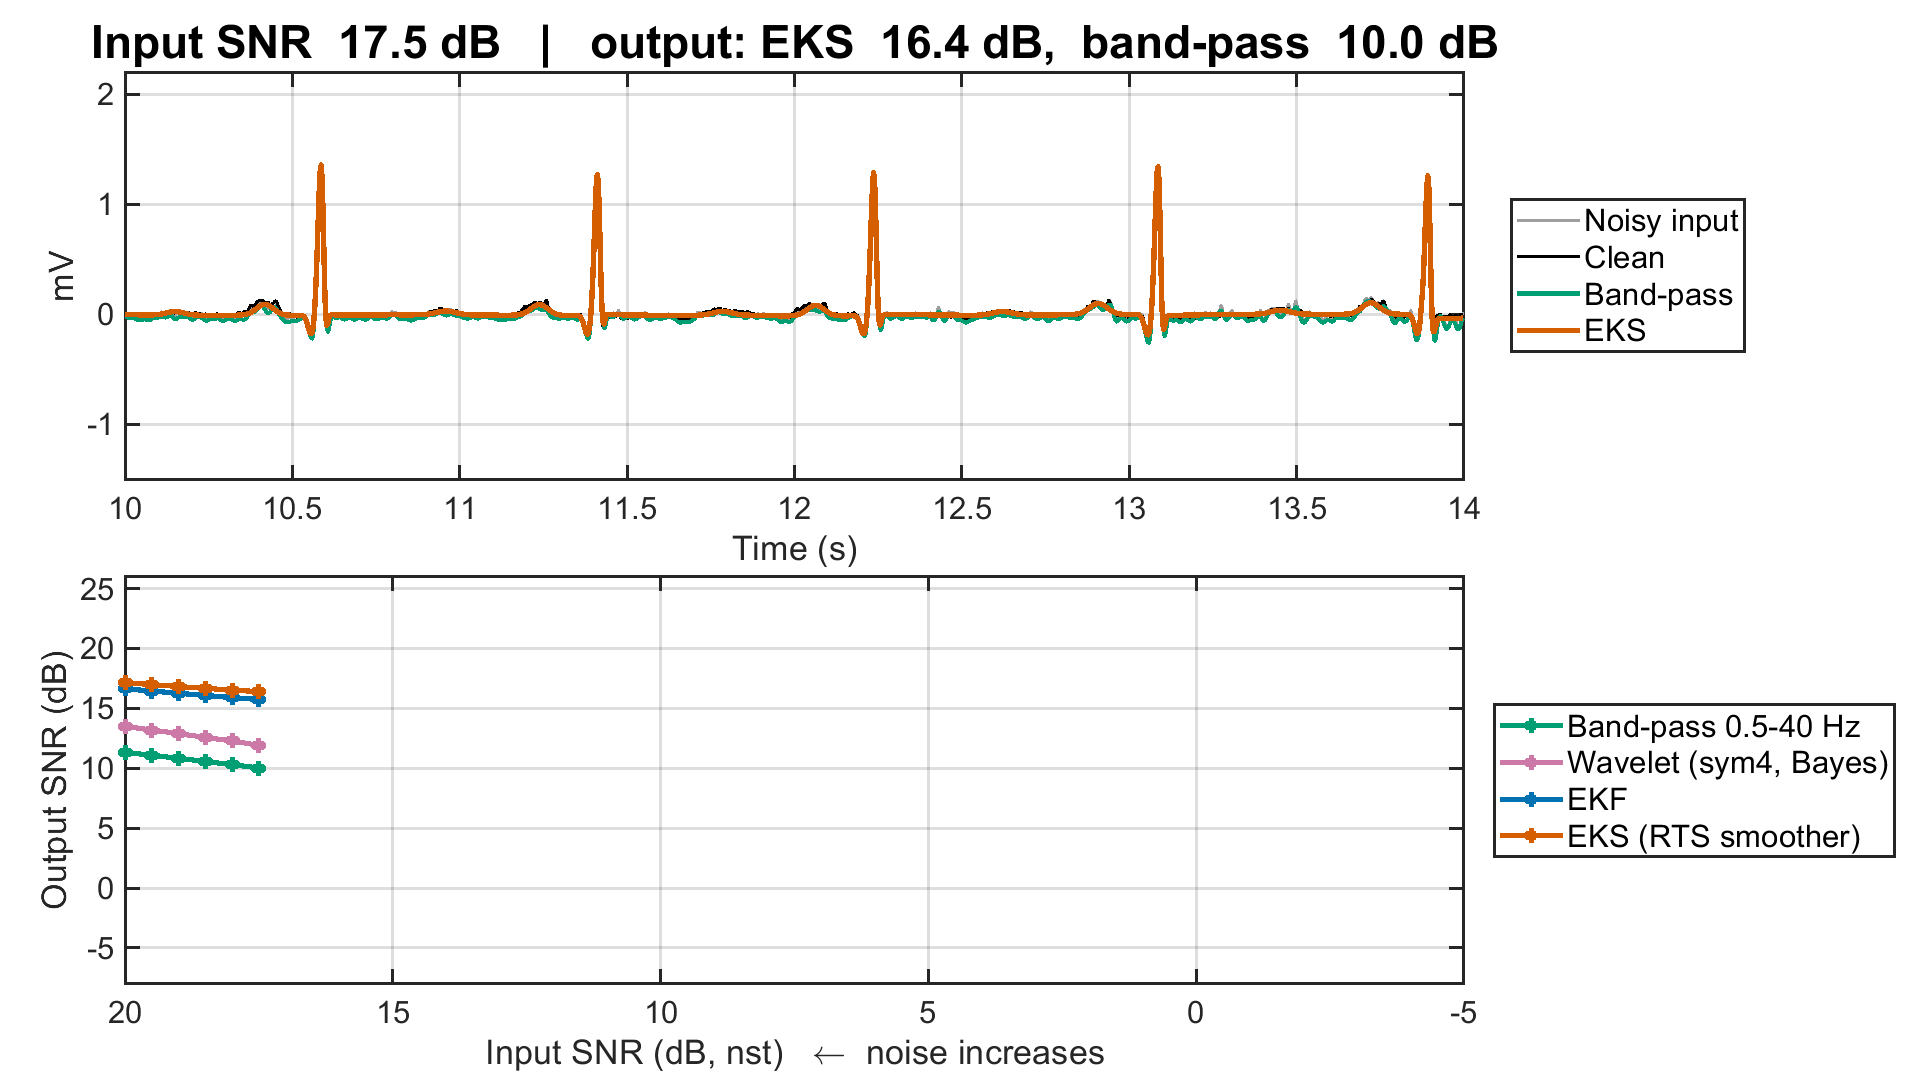 Input SNR  17.5 dB   |   output: EKS  16.4 dB,  band-pass  10.0 dB
2
1
0
-1
mV
10 10.5 11 11.5 12 12.5 13 13.5 14
Time (s)
Noisy input
Clean
Band-pass
EKS
25
20
15
10
5
0
-5
Output SNR (dB)
20 15 10 5 0 -5
Input SNR (dB, nst)   ←  noise increases
Band-pass 0.5-40 Hz
Wavelet (sym4, Bayes)
EKF
EKS (RTS smoother)